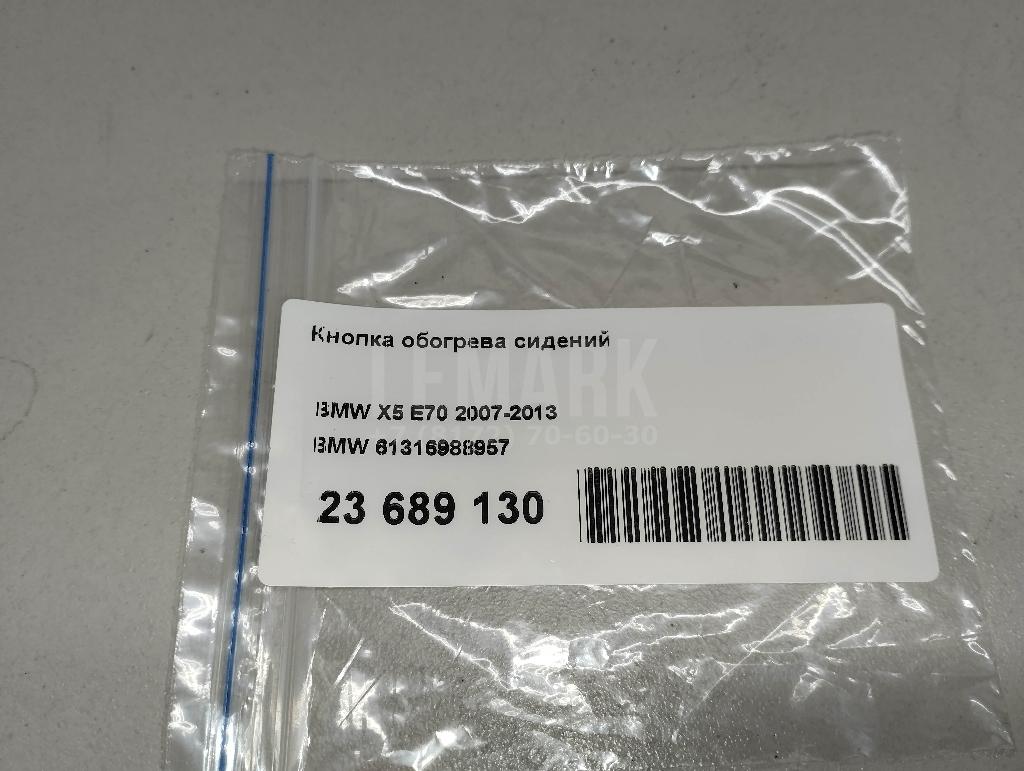 Кнопка обогрева сидений
LEMARK
BMW X5 E70 2007-2013
70-60-30
BMW 61316988957
23 689 130